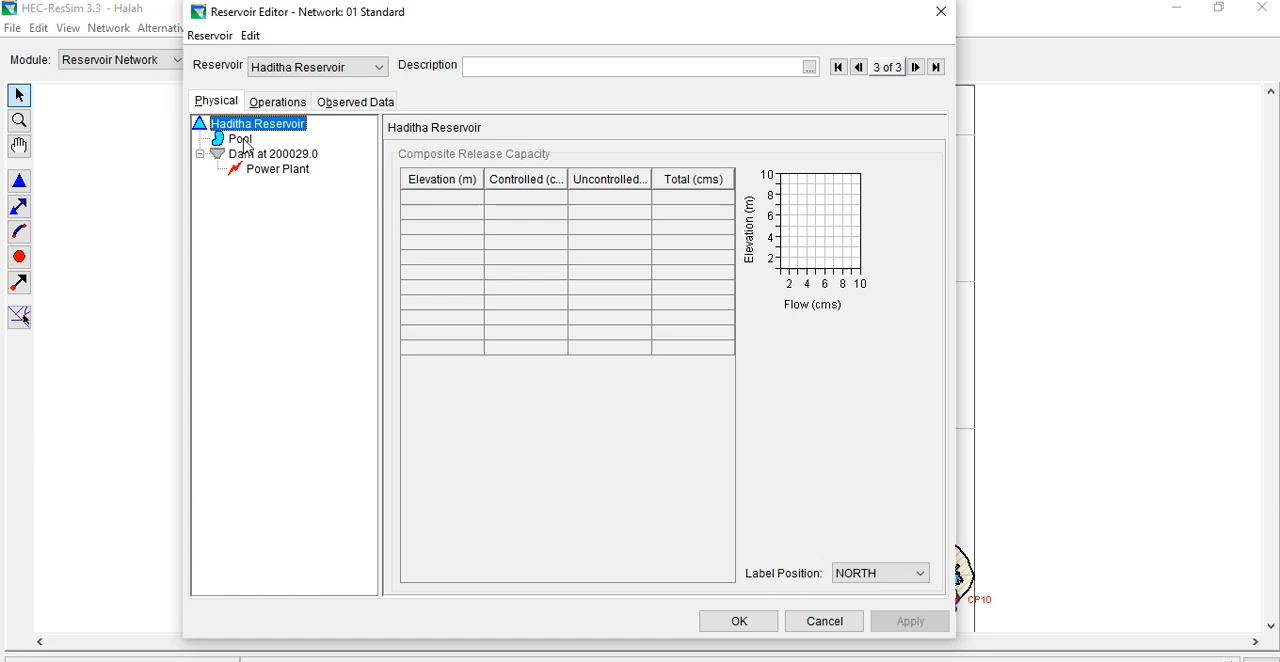 HEC-ResSim 3.3 - Halah
File Edit View Network Alternativ
Module: Reservoir Network
Reservoir Editor - Network: 01 Standard
Reservoir Edit
Reservoir Haditha Reservoir Description ... 3 of 3
Physical Operations Observed Data
Haditha Reservoir
Pool
Dam at 200029.0
Power Plant
Haditha Reservoir
Composite Release Capacity
Elevation (m) Controlled (c... Uncontrolled... Total (cms)
10
8
6
4
2
Elevation (m)
2 4 6 8 10
Flow (cms)
Label Position: NORTH
OK Cancel Apply
CP10